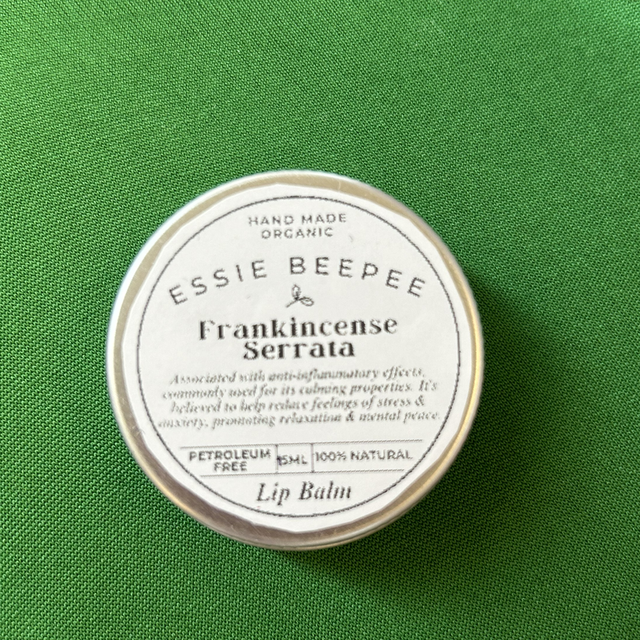 HAND MADE
ORGANIC
ESSIE BEEPEE
Frankincense
Serrata
Associated with anti-inflammatory effects,
commonly used for its calming properties. It's
believed to help reduce feelings of stress &
anxiety, promoting relaxation & mental peace.
PETROLEUM FREE 15ML 100% NATURAL
Lip Balm